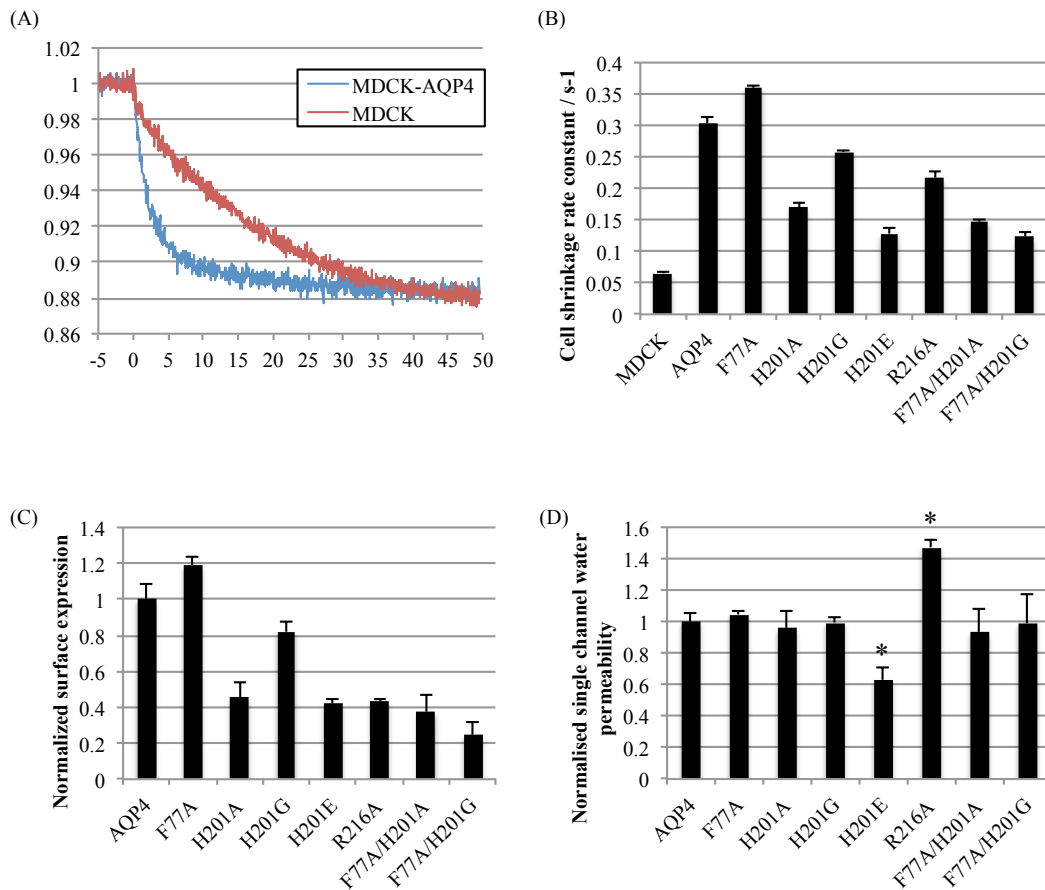 (A)
1.02
1
0.98
0.96
0.94
0.92
0.9
0.88
0.86
-5 0 5 10 15 20 25 30 35 40 45 50
MDCK-AQP4
MDCK
(B)
Cell shrinkage rate constant / s-1
0.4
0.35
0.3
0.25
0.2
0.15
0.1
0.05
0
MDCK
AQP4
F77A
H201A
H201G
H201E
R216A
F77A/H201A
F77A/H201G
(C)
Normalized surface expression
1.4
1.2
1
0.8
0.6
0.4
0.2
0
AQP4
F77A
H201A
H201G
H201E
R216A
F77A/H201A
F77A/H201G
(D)
Normalised single channel water
permeability
1.6
1.4
1.2
1
0.8
0.6
0.4
0.2
0
*
*
AQP4
F77A
H201A
H201G
H201E
R216A
F77A/H201A
F77A/H201G